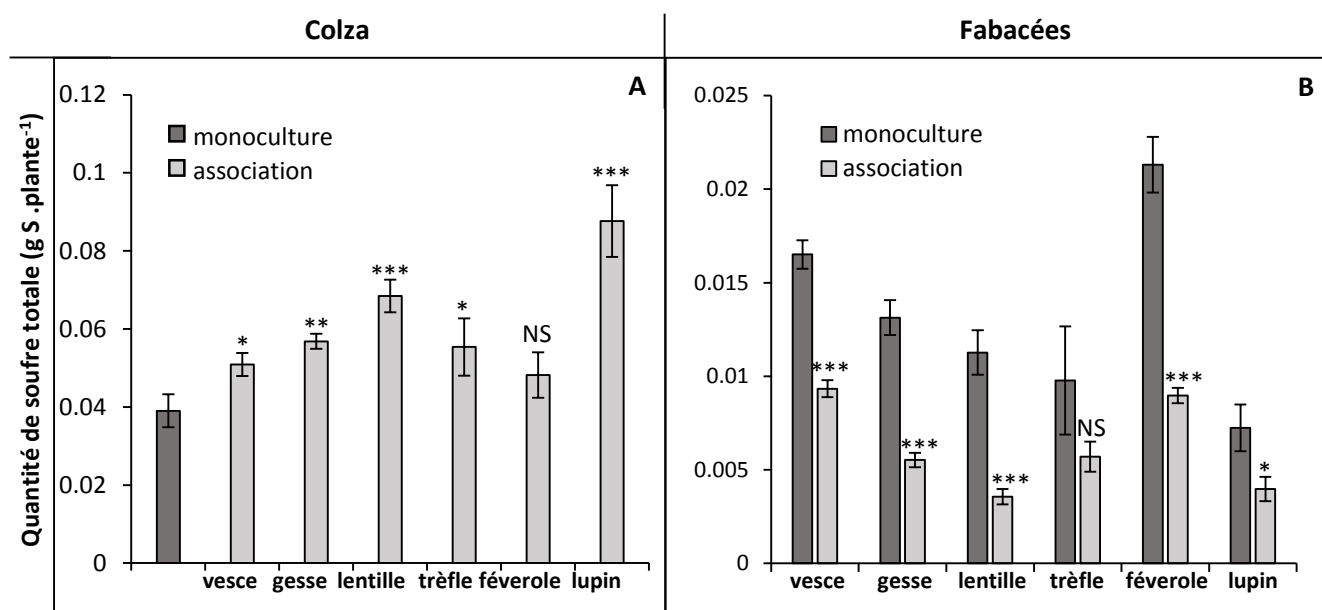 Colza
Fabacées
Quantité de soufre totale (g S .plante⁻¹)
A
0.12
0.1
0.08
0.06
0.04
0.02
0
monoculture
association
*
**
***
*
NS
***
vesce gesse lentille trèfle féverole lupin
B
0.025
0.02
0.015
0.01
0.005
0
monoculture
association
***
***
***
NS
***
*
vesce gesse lentille trèfle féverole lupin